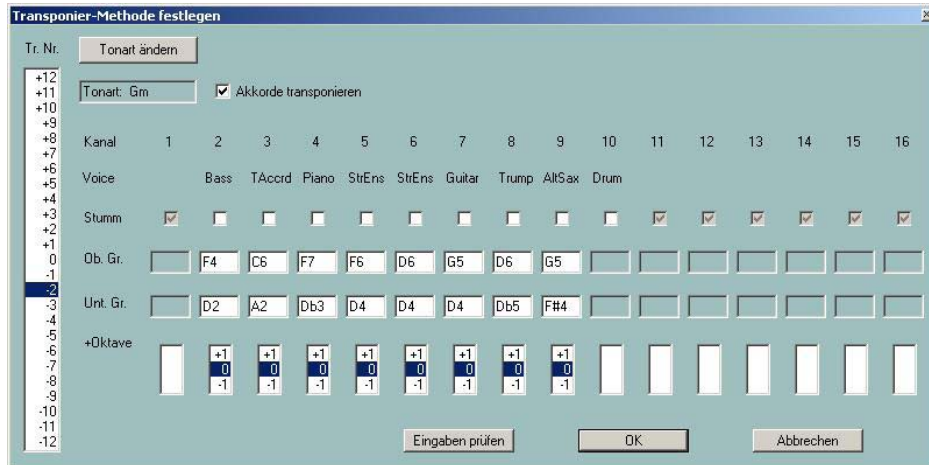 Transponier-Methode festlegen
Tr. Nr.
Tonart ändern
+12
+11
+10
+9
+8
+7
+6
+5
+4
+3
+2
+1
0
-1
-2
-3
-4
-5
-6
-7
-8
-9
-10
-11
-12
Tonart: Gm
Akkorde transponieren
Kanal 1 2 3 4 5 6 7 8 9 10 11 12 13 14 15 16
Voice Bass TAccrd Piano StrEns StrEns Guitar Trump AltSax Drum
Stumm
Ob. Gr. F4 C6 F7 F6 D6 G5 D6 G5
Unt. Gr. D2 A2 Db3 D4 D4 D4 Db5 F#4
+Oktave
+1 +1 +1 +1 +1 +1 +1 +1
0 0 0 0 0 0 0 0
-1 -1 -1 -1 -1 -1 -1 -1
Eingaben prüfen OK Abbrechen